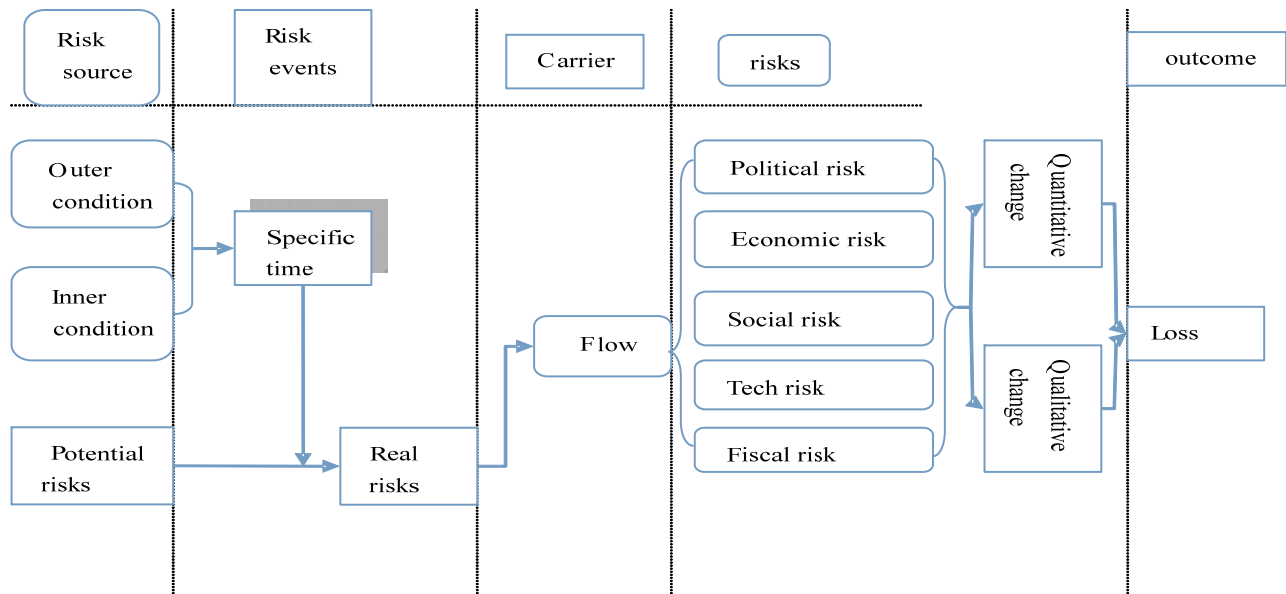 Risk
source
Risk
events
Carrier
risks
outcome
Outer
condition
Inner
condition
Specific
time
Potential
risks
Real
risks
Flow
Political risk
Economic risk
Social risk
Tech risk
Fiscal risk
Quantitative
change
Qualitative
change
Loss